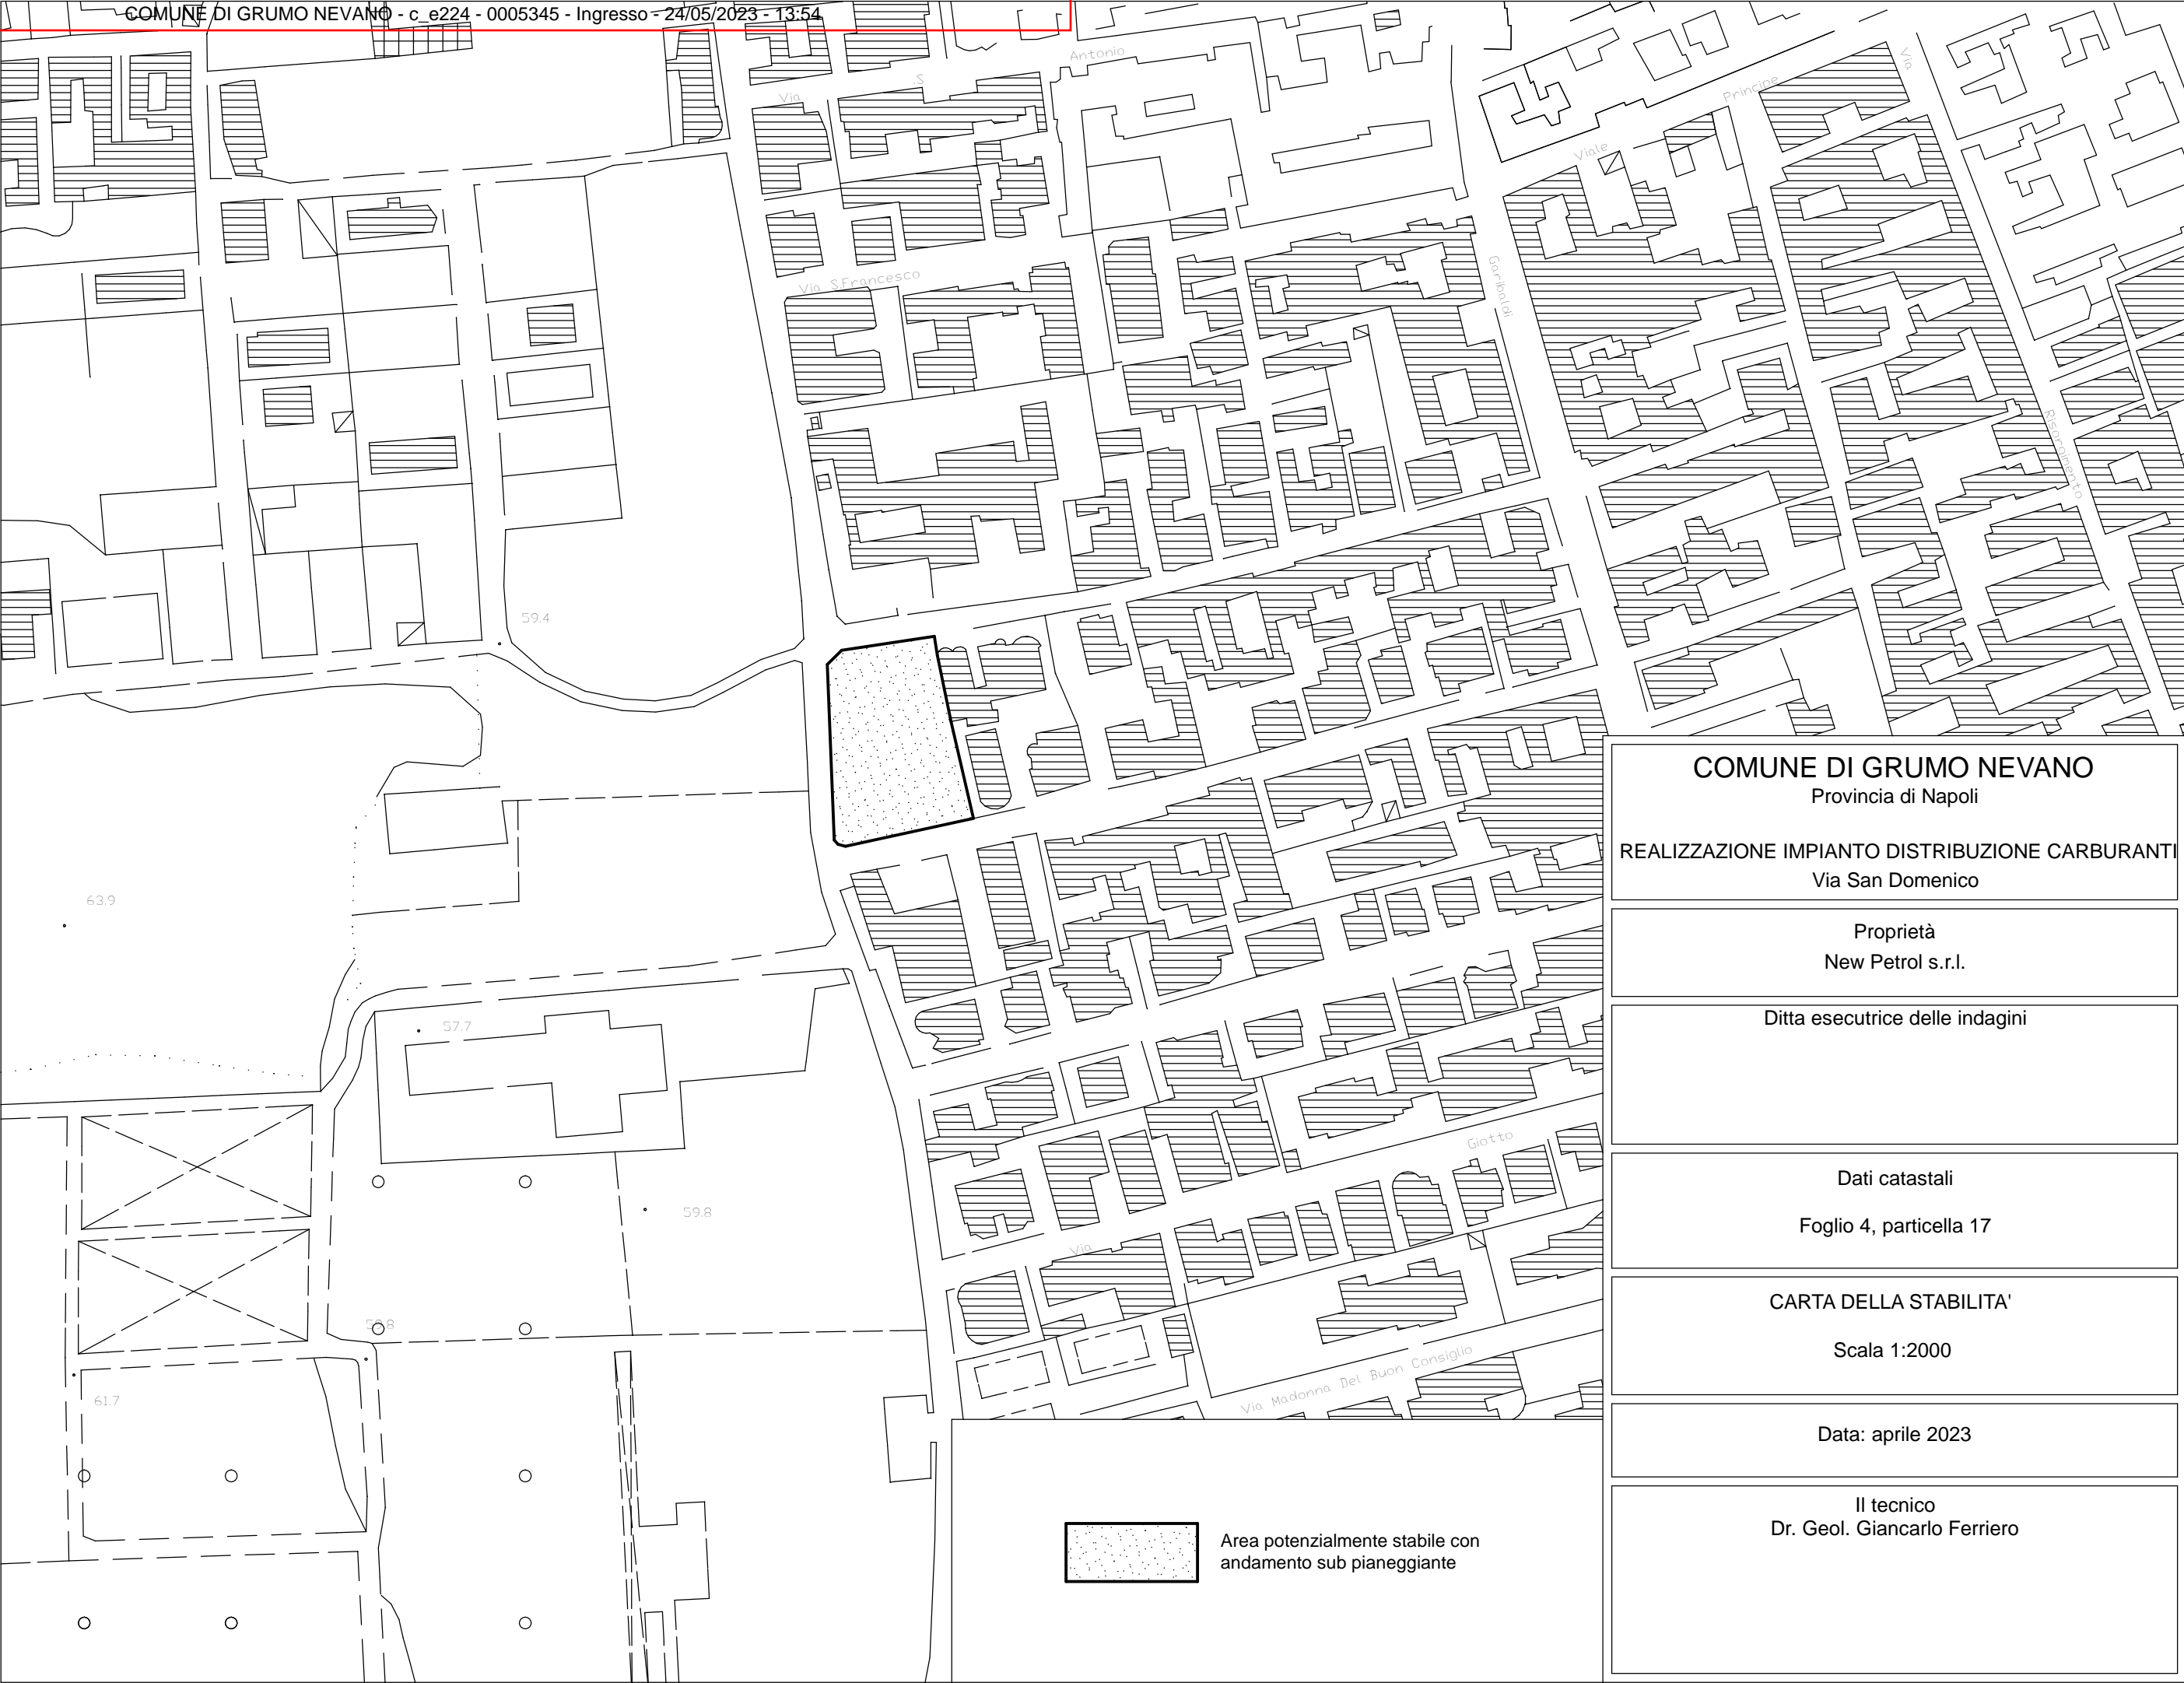 COMUNE DI GRUMO NEVANO - c_e224 - 0005345 - Ingresso - 24/05/2023 - 13:54
Antonio
S.
Via
Via
Principe
Viale
Via S.Francesco
Garibaldi
Risorgimento
59.4
63.9
57.7
59.8
59.8
61.7
Giotto
Via
Via Madonna Del Buon Consiglio
COMUNE DI GRUMO NEVANO
Provincia di Napoli
REALIZZAZIONE IMPIANTO DISTRIBUZIONE CARBURANTI
Via San Domenico
Proprietà
New Petrol s.r.l.
Ditta esecutrice delle indagini
Dati catastali
Foglio 4, particella 17
CARTA DELLA STABILITA'
Scala 1:2000
Data: aprile 2023
Il tecnico
Dr. Geol. Giancarlo Ferriero
Area potenzialmente stabile con
andamento sub pianeggiante